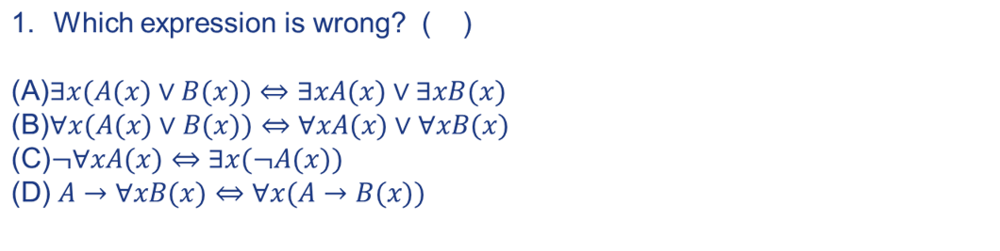 1. Which expression is wrong? ( )
(A)∃x(A(x) ∨ B(x)) ⇔ ∃xA(x) ∨ ∃xB(x)
(B)∀x(A(x) ∨ B(x)) ⇔ ∀xA(x) ∨ ∀xB(x)
(C)¬∀xA(x) ⇔ ∃x(¬A(x))
(D) A → ∀xB(x) ⇔ ∀x(A → B(x))